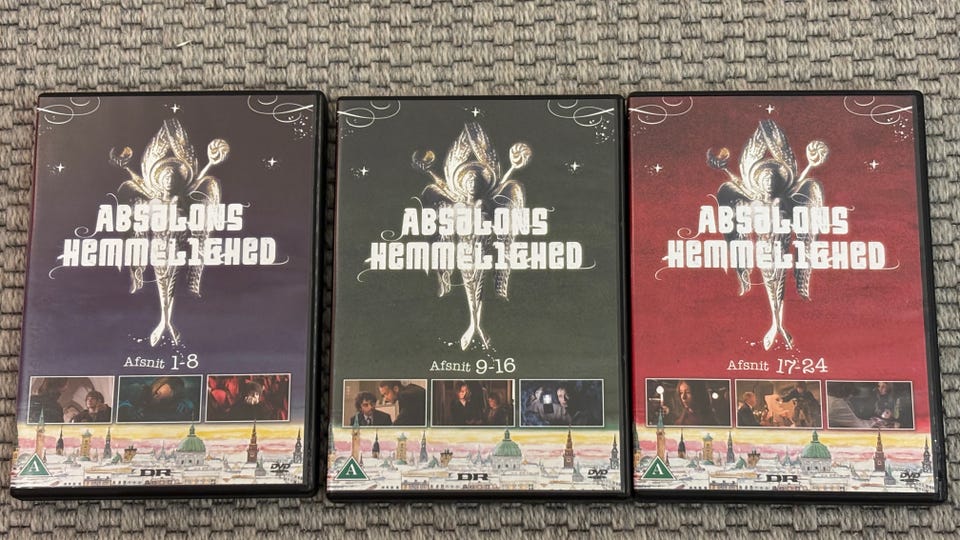 ABSALONS
HEMMELIGHED
Afsnit 1-8
A
DR
DVD
ABSALONS
HEMMELIGHED
Afsnit 9-16
A
DR
DVD
ABSALONS
HEMMELIGHED
Afsnit 17-24
A
DR
DVD